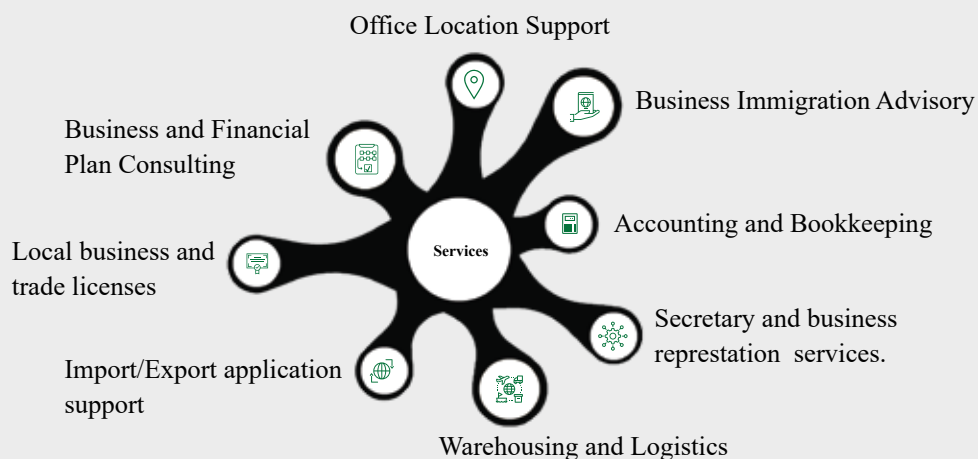 Office Location Support
Business Immigration Advisory
Business and Financial
Plan Consulting
Accounting and Bookkeeping
Local business and
trade licenses
Services
Secretary and business
represtation  services.
Import/Export application
support
Warehousing and Logistics